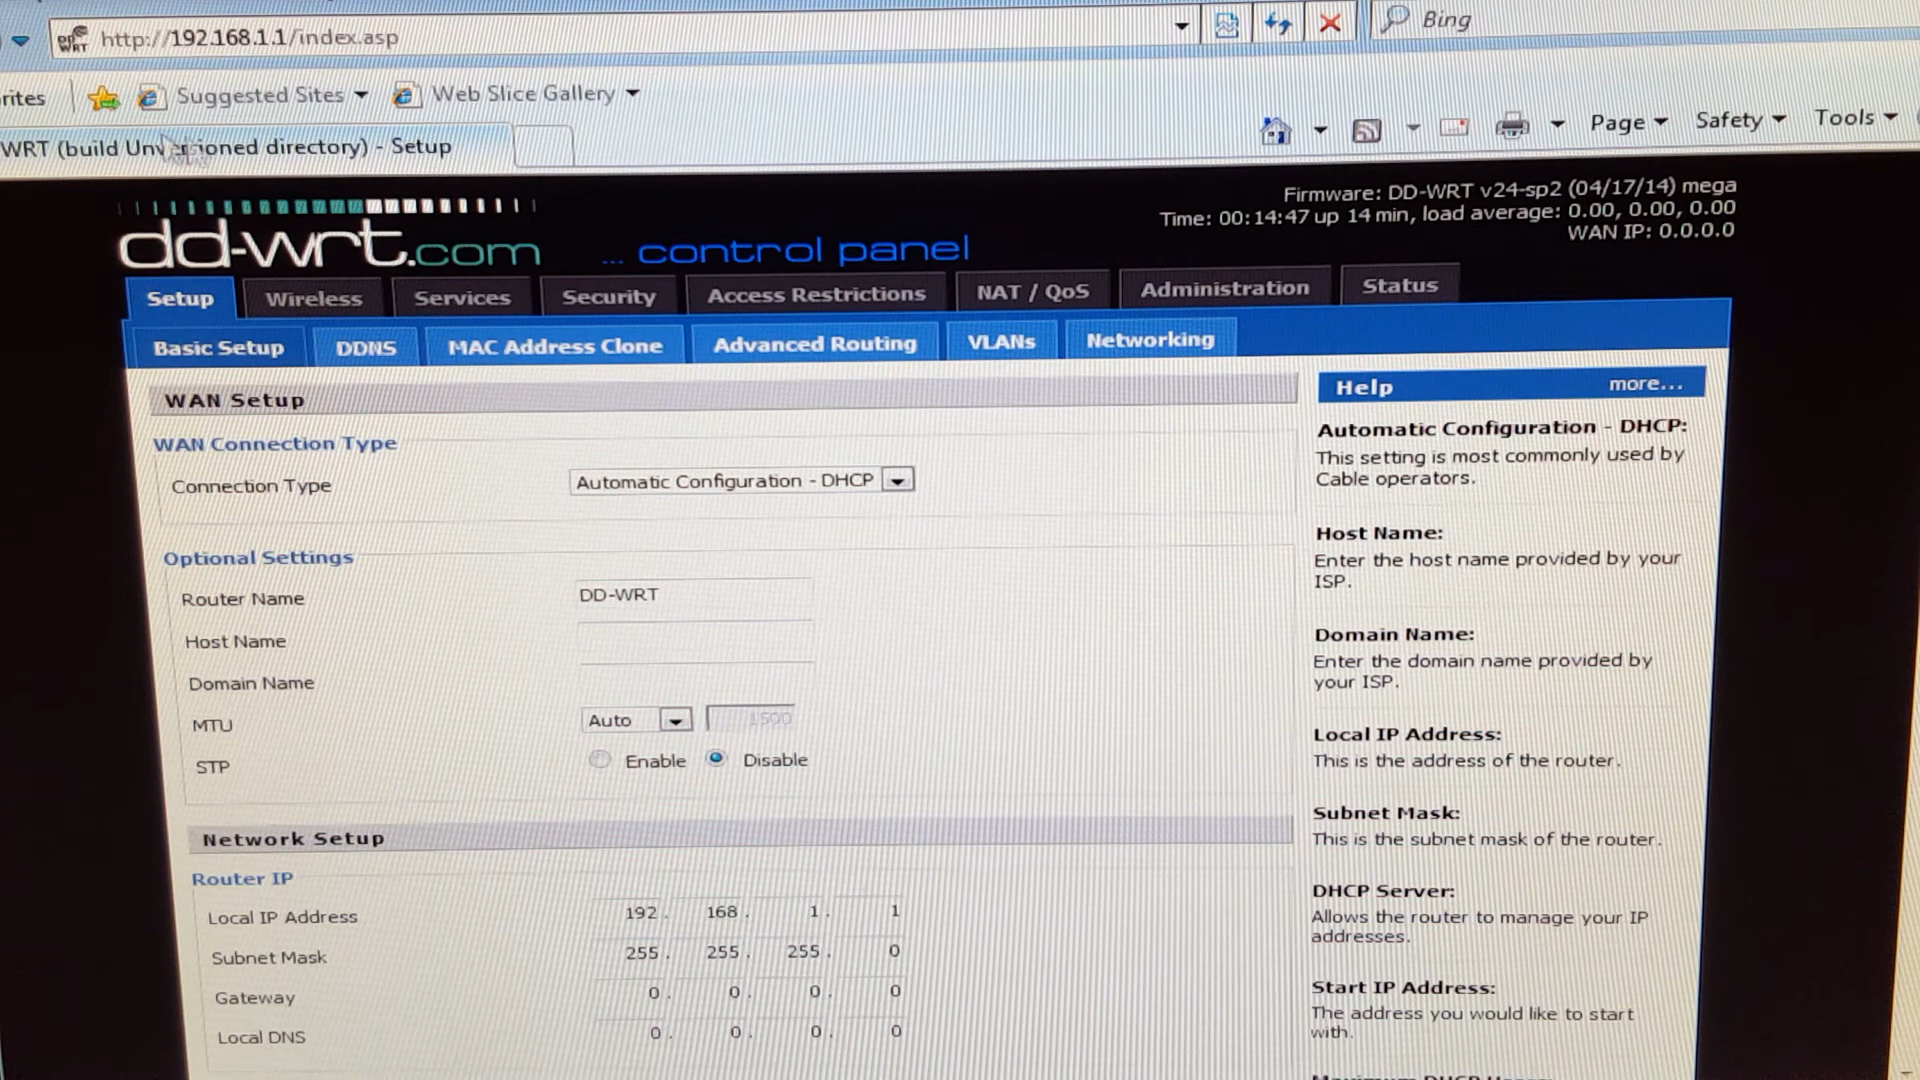 http://192.168.1.1/index.asp
Bing
rites
Suggested Sites
Web Slice Gallery
WRT (build Unversioned directory) - Setup
Page
Safety
Tools
Firmware: DD-WRT v24-sp2 (04/17/14) mega
Time: 00:14:47 up 14 min, load average: 0.00, 0.00, 0.00
WAN IP: 0.0.0.0
dd-wrt.com ... control panel
Setup Wireless Services Security Access Restrictions NAT / QoS Administration Status
Basic Setup DDNS MAC Address Clone Advanced Routing VLANs Networking
WAN Setup
WAN Connection Type
Connection Type Automatic Configuration - DHCP
Optional Settings
Router Name DD-WRT
Host Name
Domain Name
MTU Auto 1500
STP Enable Disable
Network Setup
Router IP
Local IP Address 192. 168. 1. 1
Subnet Mask 255. 255. 255. 0
Gateway 0. 0. 0. 0
Local DNS 0. 0. 0. 0
Help more...
Automatic Configuration - DHCP:
This setting is most commonly used by
Cable operators.
Host Name:
Enter the host name provided by your
ISP.
Domain Name:
Enter the domain name provided by
your ISP.
Local IP Address:
This is the address of the router.
Subnet Mask:
This is the subnet mask of the router.
DHCP Server:
Allows the router to manage your IP
addresses.
Start IP Address:
The address you would like to start
with.